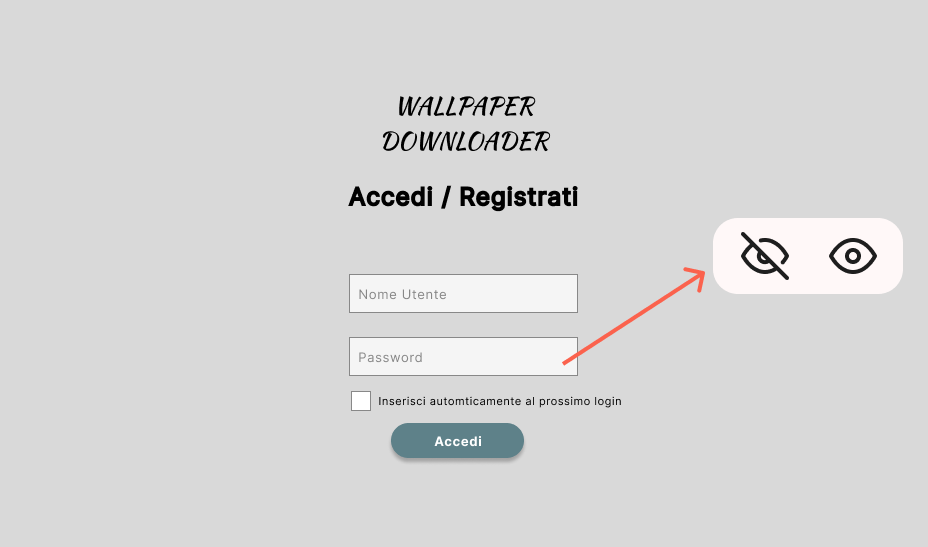 WALLPAPER
DOWNLOADER
Accedi / Registrati
Nome Utente
Password
Inserisci automticamente al prossimo login
Accedi